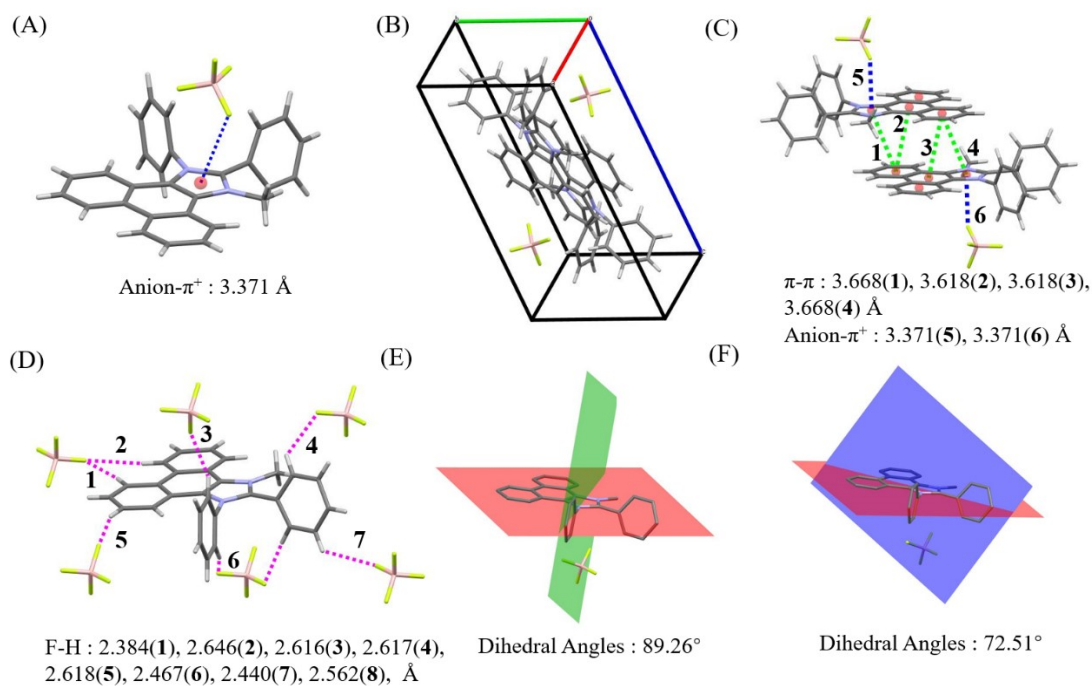 (A)
(B)
(C)
5
2
1
3
4
6
Anion-π⁺ : 3.371 Å
π-π : 3.668(1), 3.618(2), 3.618(3),
3.668(4) Å
Anion-π⁺ : 3.371(5), 3.371(6) Å
(D)
(E)
(F)
2
3
4
1
5
6
7
F-H : 2.384(1), 2.646(2), 2.616(3), 2.617(4),
2.618(5), 2.467(6), 2.440(7), 2.562(8), Å
Dihedral Angles : 89.26°
Dihedral Angles : 72.51°